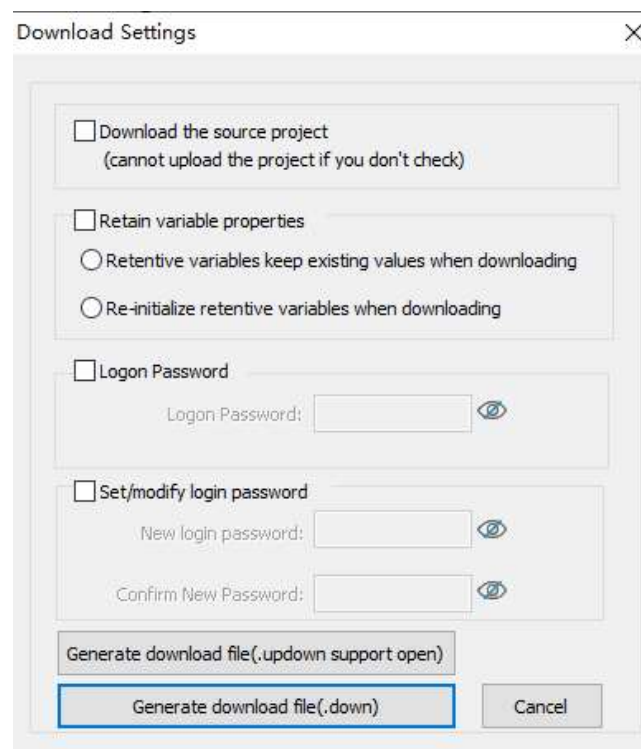 Download Settings
Download the source project
(cannot upload the project if you don't check)
Retain variable properties
Retentive variables keep existing values when downloading
Re-initialize retentive variables when downloading
Logon Password
Logon Password:
Set/modify login password
New login password:
Confirm New Password:
Generate download file(.updown support open)
Generate download file(.down)
Cancel